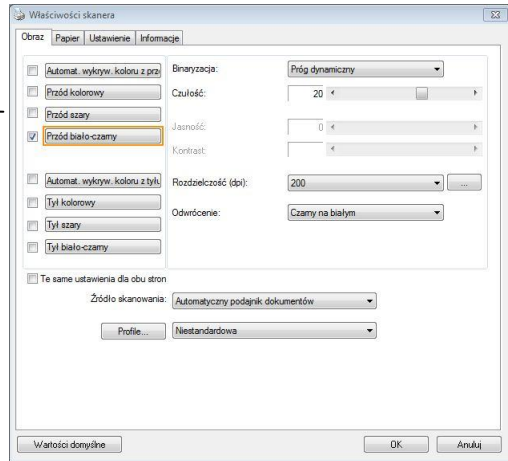 Właściwości skanera
Obraz Papier Ustawienie Informacje
Automat. wykryw. koloru z prze
Przód kolorowy
Przód szary
Przód biało-czarny
Automat. wykryw. koloru z tyłu
Tył kolorowy
Tył szary
Tył biało-czarny
Binaryzacja: Próg dynamiczny
Czułość: 20
Jasność: 0
Kontrast:
Rozdzielczość (dpi): 200 ...
Odwrócenie: Czarny na białym
Te same ustawienia dla obu stron
Źródło skanowania: Automatyczny podajnik dokumentów
Profile... Niestandardowa
Wartości domyślne OK Anuluj